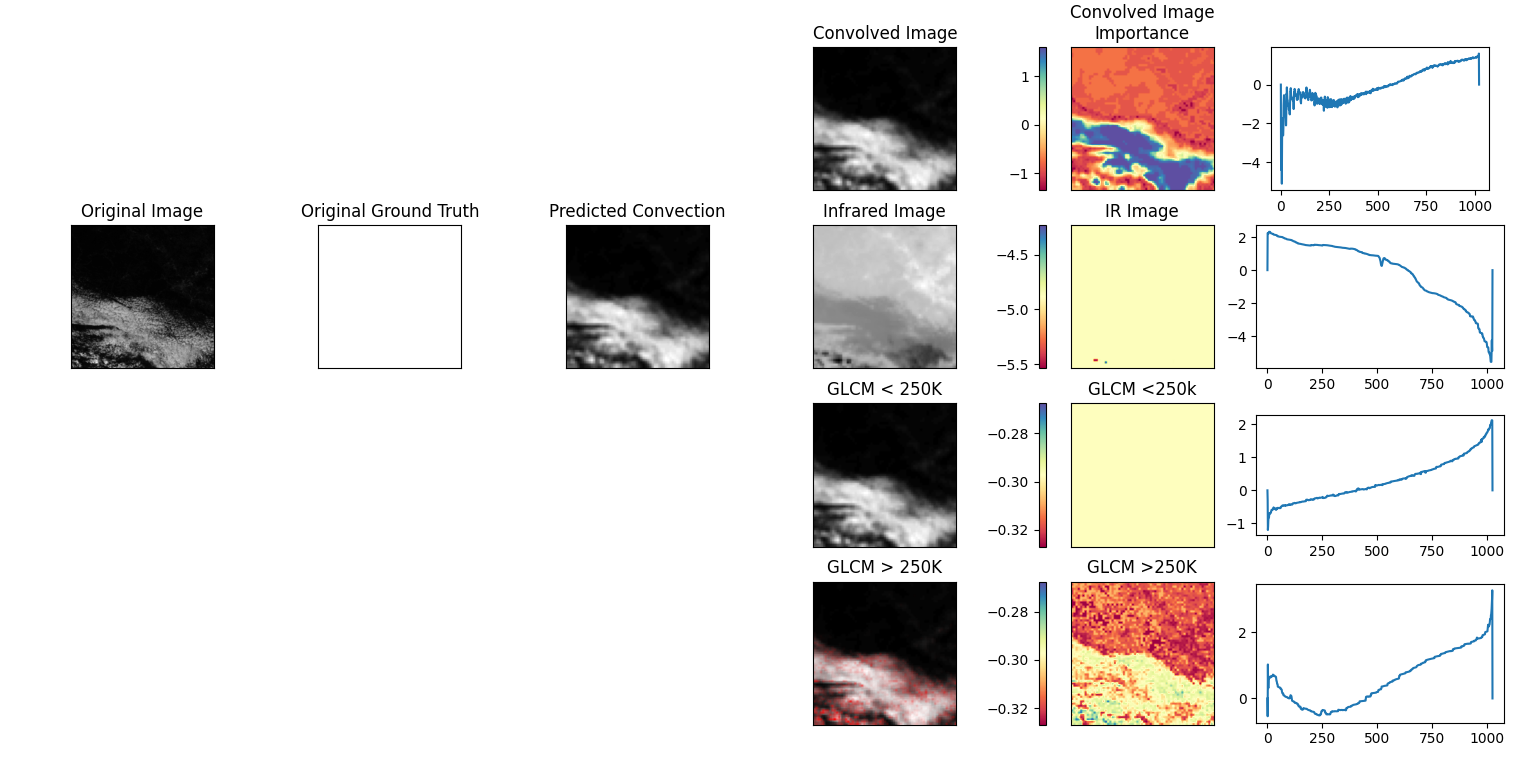 Convolved Image
Convolved Image
Importance
1
0
−1
0
−2
−4
0 250 500 750 1000
Original Image
Original Ground Truth
Predicted Convection
Infrared Image
IR Image
−4.5
−5.0
−5.5
2
0
−2
−4
0 250 500 750 1000
GLCM < 250K
GLCM <250k
−0.28
−0.30
−0.32
2
1
0
−1
0 250 500 750 1000
GLCM > 250K
GLCM >250K
−0.28
−0.30
−0.32
2
0
0 250 500 750 1000